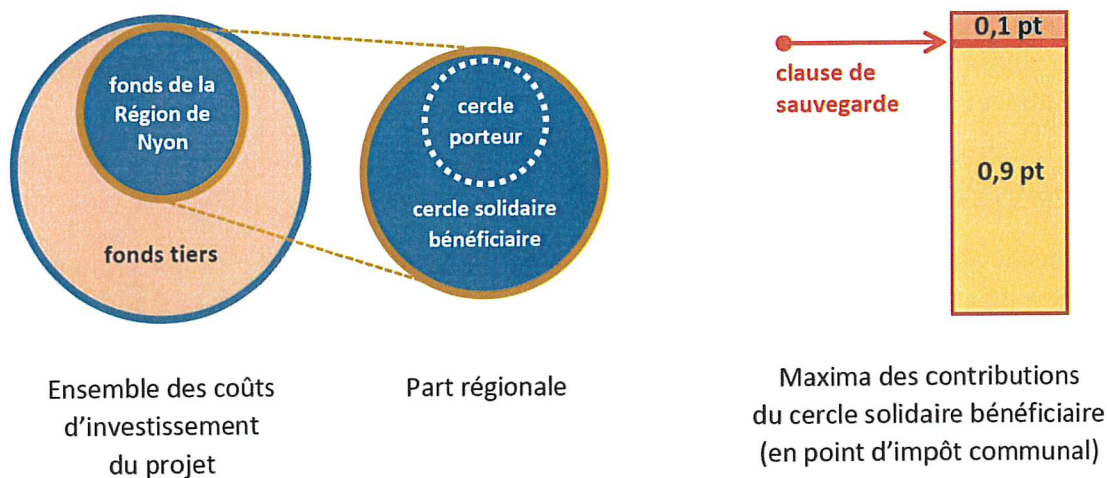 fonds de la
Région de
Nyon
fonds tiers
cercle
porteur
cercle solidaire
bénéficiaire
clause de
sauvegarde
0,1 pt
0,9 pt
Ensemble des coûts
d'investissement
du projet
Part régionale
Maxima des contributions
du cercle solidaire bénéficiaire
(en point d'impôt communal)